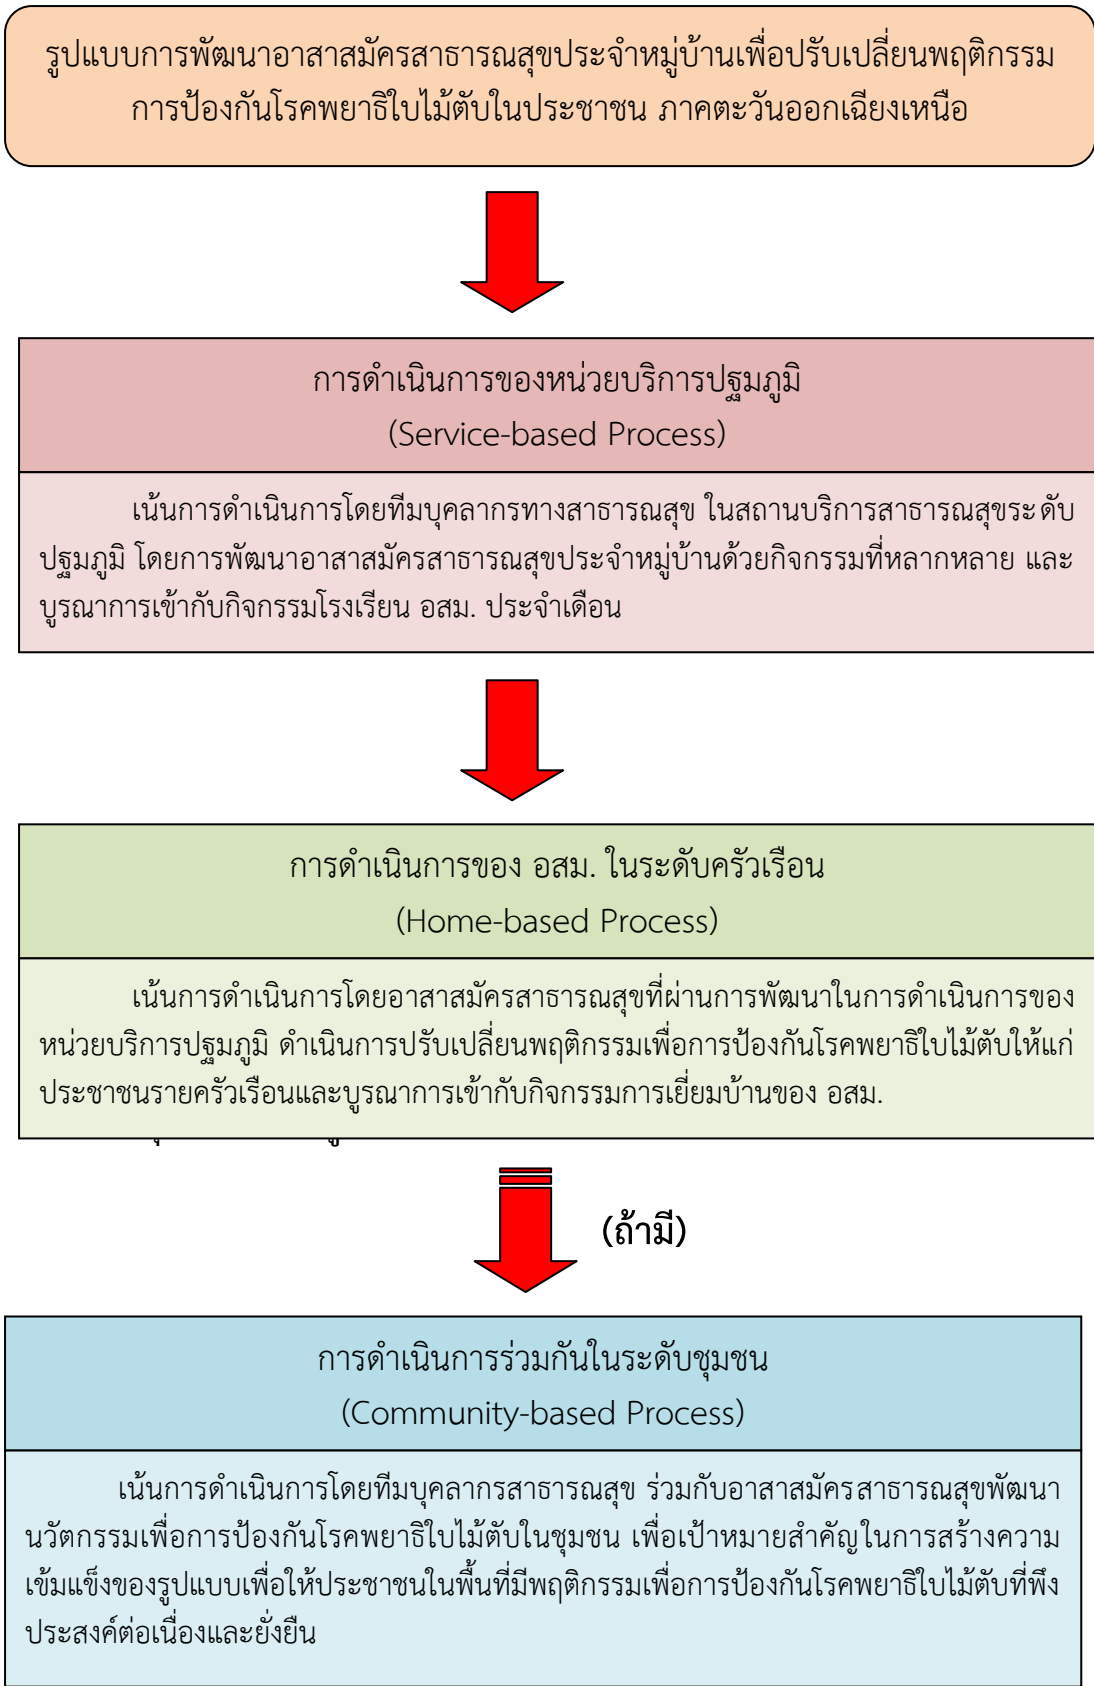 รูปแบบการพัฒนาอาสาสมัครสาธารณสุขประจำหมู่บ้านเพื่อปรับเปลี่ยนพฤติกรรม
การป้องกันโรคพยาธิใบไม้ตับในประชาชน ภาคตะวันออกเฉียงเหนือ
การดำเนินการของหน่วยบริการปฐมภูมิ
(Service-based Process)
เน้นการดำเนินการโดยทีมบุคลากรทางสาธารณสุข ในสถานบริการสาธารณสุขระดับ
ปฐมภูมิ โดยการพัฒนาอาสาสมัครสาธารณสุขประจำหมู่บ้านด้วยกิจกรรมที่หลากหลาย และ
บูรณาการเข้ากับกิจกรรมโรงเรียน อสม. ประจำเดือน
การดำเนินการของ อสม. ในระดับครัวเรือน
(Home-based Process)
เน้นการดำเนินการโดยอาสาสมัครสาธารณสุขที่ผ่านการพัฒนาในการดำเนินการของ
หน่วยบริการปฐมภูมิ ดำเนินการปรับเปลี่ยนพฤติกรรมเพื่อการป้องกันโรคพยาธิใบไม้ตับให้แก่
ประชาชนรายครัวเรือนและบูรณาการเข้ากับกิจกรรมการเยี่ยมบ้านของ อสม.
(ถ้ามี)
การดำเนินการร่วมกันในระดับชุมชน
(Community-based Process)
เน้นการดำเนินการโดยทีมบุคลากรสาธารณสุข ร่วมกับอาสาสมัครสาธารณสุขพัฒนา
นวัตกรรมเพื่อการป้องกันโรคพยาธิใบไม้ตับในชุมชน เพื่อเป้าหมายสำคัญในการสร้างความ
เข้มแข็งของรูปแบบเพื่อให้ประชาชนในพื้นที่มีพฤติกรรมเพื่อการป้องกันโรคพยาธิใบไม้ตับที่พึง
ประสงค์ต่อเนื่องและยั่งยืน